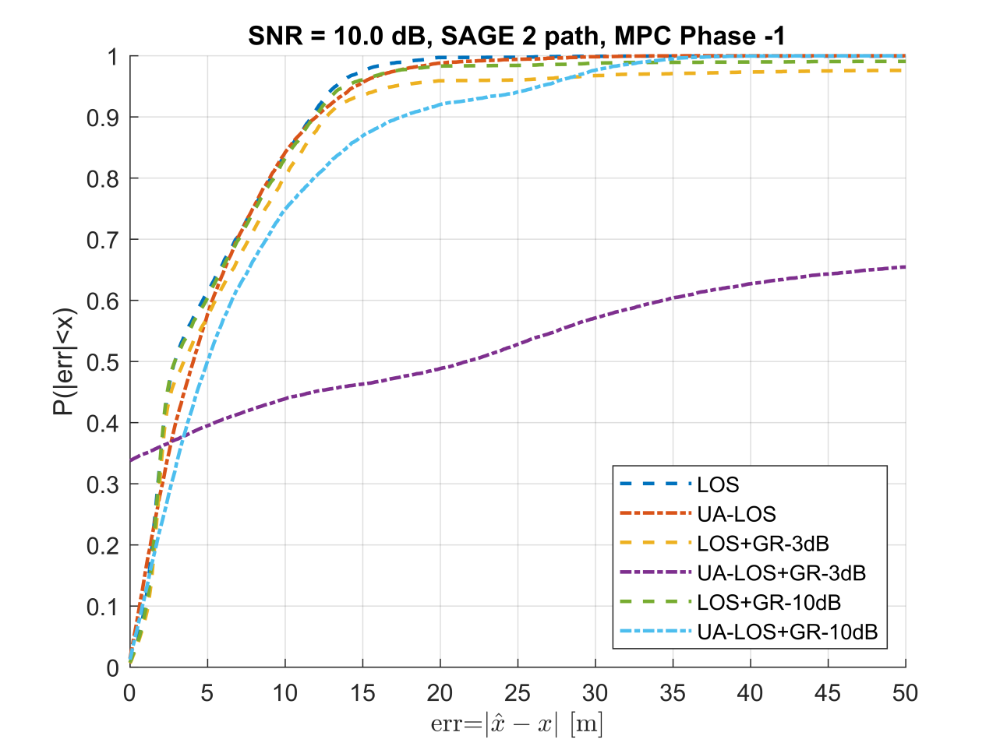 SNR = 10.0 dB, SAGE 2 path, MPC Phase -1
P(|err|<x)
1
0.9
0.8
0.7
0.6
0.5
0.4
0.3
0.2
0.1
0
LOS
UA-LOS
LOS+GR-3dB
UA-LOS+GR-3dB
LOS+GR-10dB
UA-LOS+GR-10dB
0 5 10 15 20 25 30 35 40 45 50
err=|x̂ − x| [m]